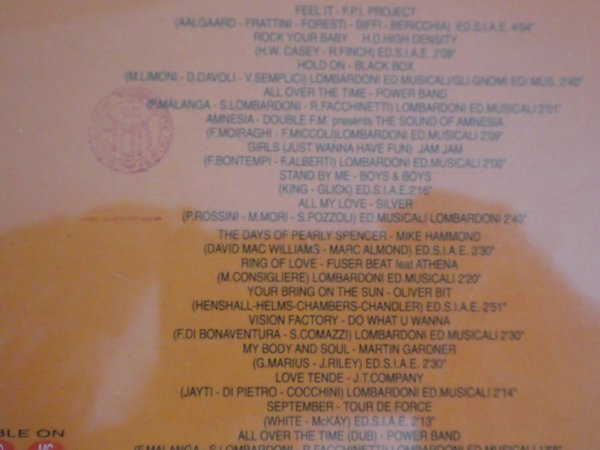 FEEL IT - F.P.I. PROJECT
(AALGAARD - FRATTINI - FORESTI - BIFFI - BERICCHIA) ED.S.I.A.E. 4'04"
ROCK YOUR BABY H.D.HIGH DENSITY
(H.W. CASEY - R.FINCH) ED.S.I.A.E. 2'09"
HOLD ON - BLACK BOX
(M.LIMONI - D.DAVOLI - V.SEMPLICI) LOMBARDONI ED.MUSICALI/GLI GNOMI ED/.MUS. 2'40"
ALL OVER THE TIME - POWER BAND
(F.MALANGA - S.LOMBARDONI - R.FACCHINETTI) LOMBARDONI ED.MUSICALI 2'01"
AMNESIA - DOUBLE F.M. presents THE SOUND OF AMNESIA
(F.MOIRAGHI - F.MICCOLI)LOMBARDONI ED.MUSICALI 2'09"
GIRLS (JUST WANNA HAVE FUN) JAM JAM
(F.BONTEMPI - F.ALBERTI) LOMBARDONI ED.MUSICALI 2'00"
STAND BY ME - BOYS & BOYS
(KING - GLICK) ED.S.I.A.E.2'16"
ALL MY LOVE - SILVER
(P.ROSSINI - M.MORI - S.POZZOLI) ED.MUSICALI LOMBARDONI 2'40"
THE DAYS OF PEARLY SPENCER - MIKE HAMMOND
(DAVID MAC WILLIAMS - MARC ALMOND) ED.S.I.A.E. 3'30"
RING OF LOVE - FUSER BEAT feat ATHENA
(M.CONSIGLIERE) LOMBARDONI ED.MUSICALI 2'20"
YOUR BRING ON THE SUN - OLIVER BIT
(HENSHALL-HELMS-CHAMBERS-CHANDLER) ED.S.I.A.E. 2'51"
VISION FACTORY - DO WHAT U WANNA
(F.DI BONAVENTURA - S.COMAZZI) LOMBARDONI ED.MUSICALI 2'30"
MY BODY AND SOUL - MARTIN GARDNER
(G.MARIUS - J.RILEY) ED.S.I.A.E. 2'30"
LOVE TENDE - J.T.COMPANY
(JAYTI - DI PIETRO - COCCHINI) LOMBARDONI ED.MUSICALI 2'14"
SEPTEMBER - TOUR DE FORCE
(WHITE - McKAY) ED.S.I.A.E. 2'13"
BLE ON
ALL OVER THE TIME (DUB) - POWER BAND
(F.MALANGA - S.LOMBARDONI - R.FACCHINETTI) LOMBARDONI ED.MUSICALI